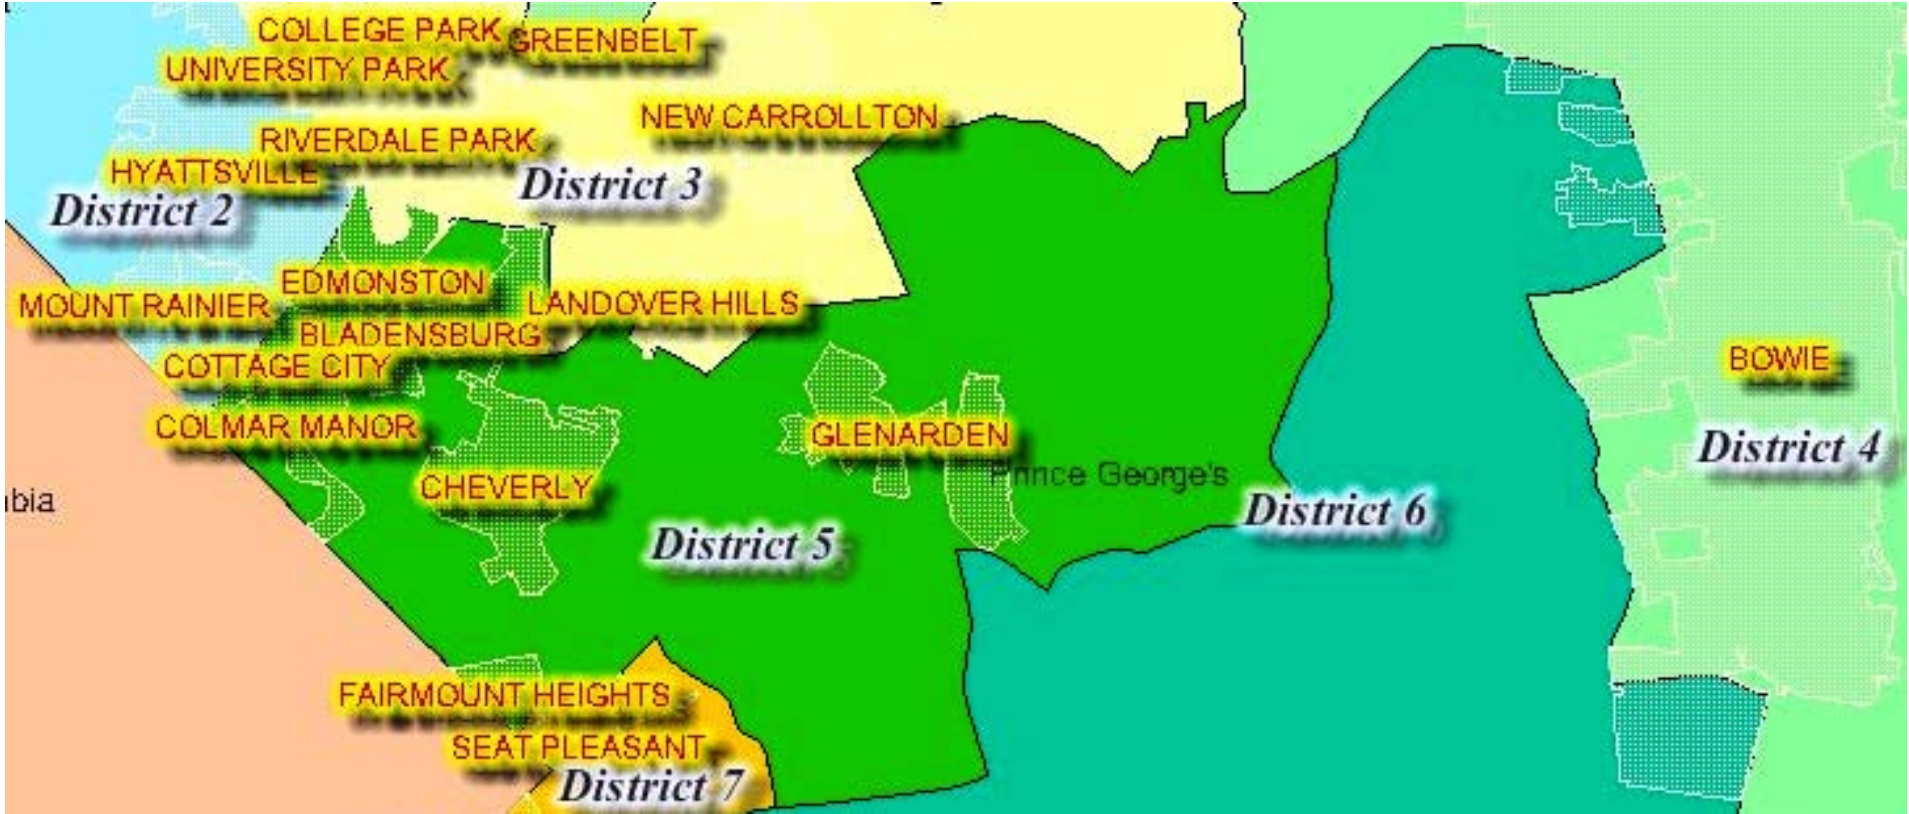 COLLEGE PARK
GREENBELT
UNIVERSITY PARK
NEW CARROLLTON
RIVERDALE PARK
HYATTSVILLE
District 3
District 2
EDMONSTON
MOUNT RAINIER
LANDOVER HILLS
BLADENSBURG
COTTAGE CITY
BOWIE
COLMAR MANOR
GLENARDEN
District 4
Prince George's
CHEVERLY
bia
District 6
District 5
FAIRMOUNT HEIGHTS
SEAT PLEASANT
District 7